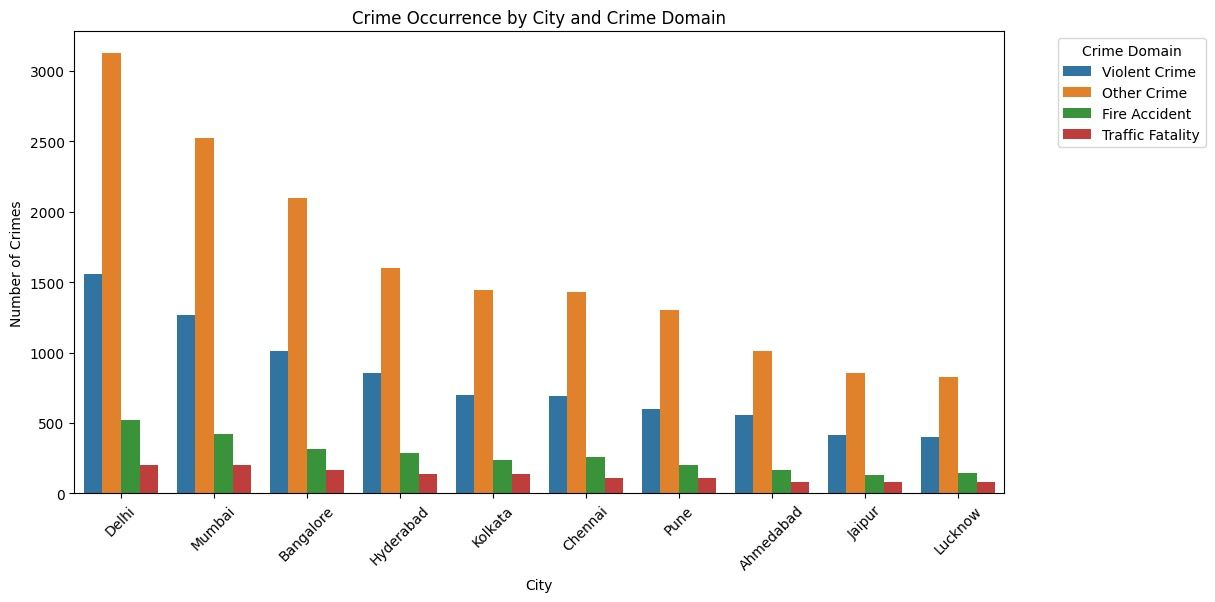 Crime Occurrence by City and Crime Domain
Crime Domain
Violent Crime
Other Crime
Fire Accident
Traffic Fatality
Number of Crimes
3000
2500
2000
1500
1000
500
0
Delhi
Mumbai
Bangalore
Hyderabad
Kolkata
Chennai
Pune
Ahmedabad
Jaipur
Lucknow
City